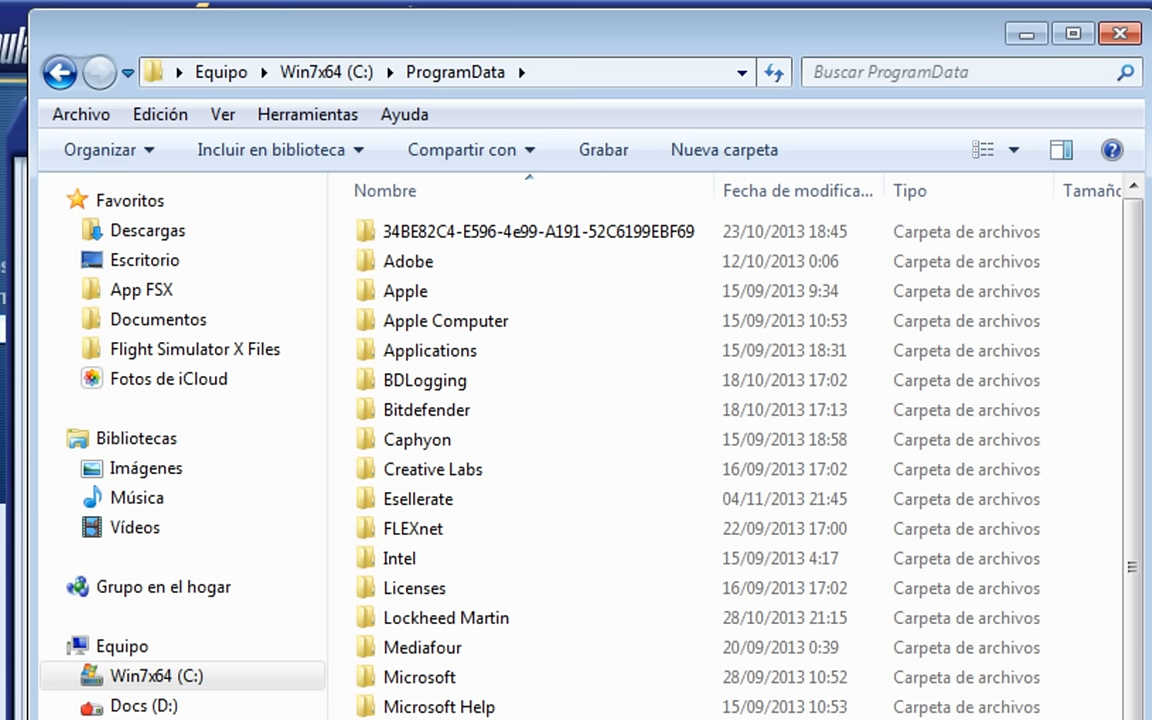 Equipo Win7x64 (C:) ProgramData
Buscar ProgramData
Archivo Edición Ver Herramientas Ayuda
Organizar Incluir en biblioteca Compartir con Grabar Nueva carpeta
Favoritos
Descargas
Escritorio
App FSX
Documentos
Flight Simulator X Files
Fotos de iCloud
Bibliotecas
Imágenes
Música
Vídeos
Grupo en el hogar
Equipo
Win7x64 (C:)
Docs (D:)
Nombre Fecha de modifica... Tipo Tamaño
34BE82C4-E596-4e99-A191-52C6199EBF69 23/10/2013 18:45 Carpeta de archivos
Adobe 12/10/2013 0:06 Carpeta de archivos
Apple 15/09/2013 9:34 Carpeta de archivos
Apple Computer 15/09/2013 10:53 Carpeta de archivos
Applications 15/09/2013 18:31 Carpeta de archivos
BDLogging 18/10/2013 17:02 Carpeta de archivos
Bitdefender 18/10/2013 17:13 Carpeta de archivos
Caphyon 15/09/2013 18:58 Carpeta de archivos
Creative Labs 16/09/2013 17:02 Carpeta de archivos
Esellerate 04/11/2013 21:45 Carpeta de archivos
FLEXnet 22/09/2013 17:00 Carpeta de archivos
Intel 15/09/2013 4:17 Carpeta de archivos
Licenses 16/09/2013 17:02 Carpeta de archivos
Lockheed Martin 28/10/2013 21:15 Carpeta de archivos
Mediafour 20/09/2013 0:39 Carpeta de archivos
Microsoft 28/09/2013 10:52 Carpeta de archivos
Microsoft Help 15/09/2013 10:53 Carpeta de archivos